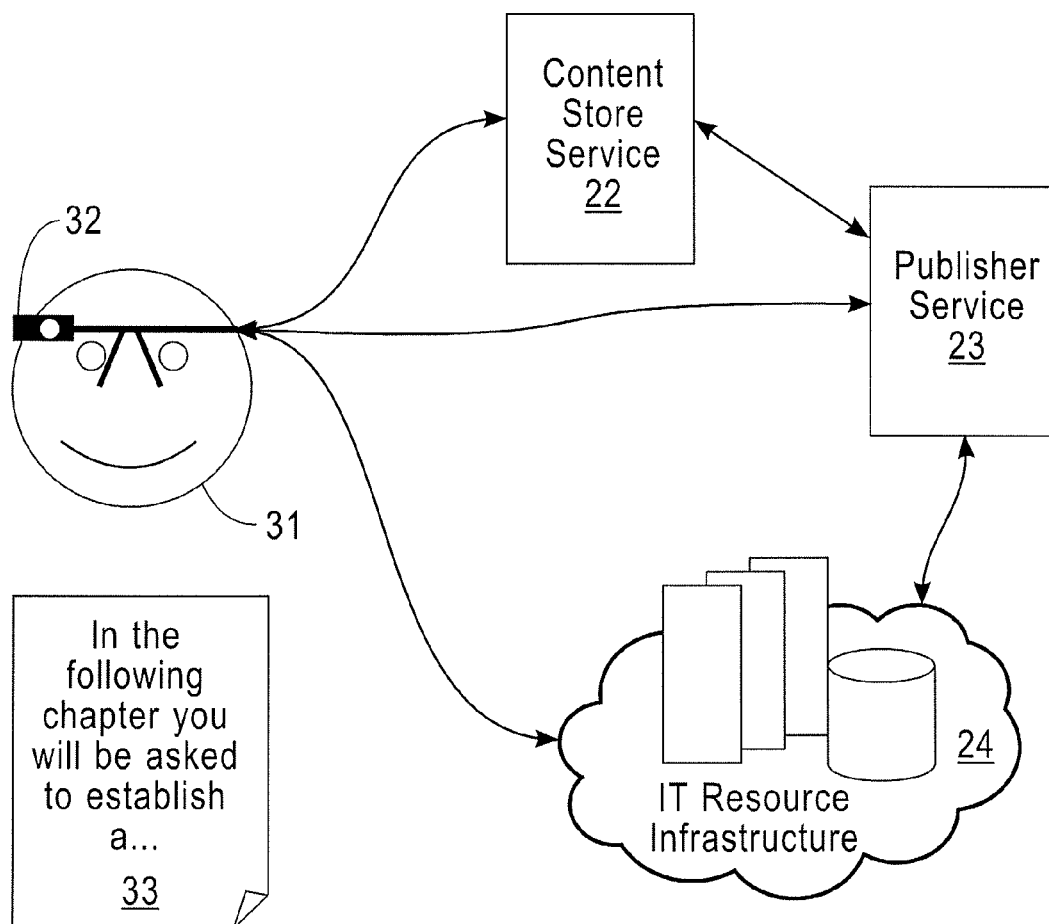 Content
Store
Service
22
32
Publisher
Service
23
31
In the
following
chapter you
will be asked
to establish
a...
33
24
IT Resource
Infrastructure